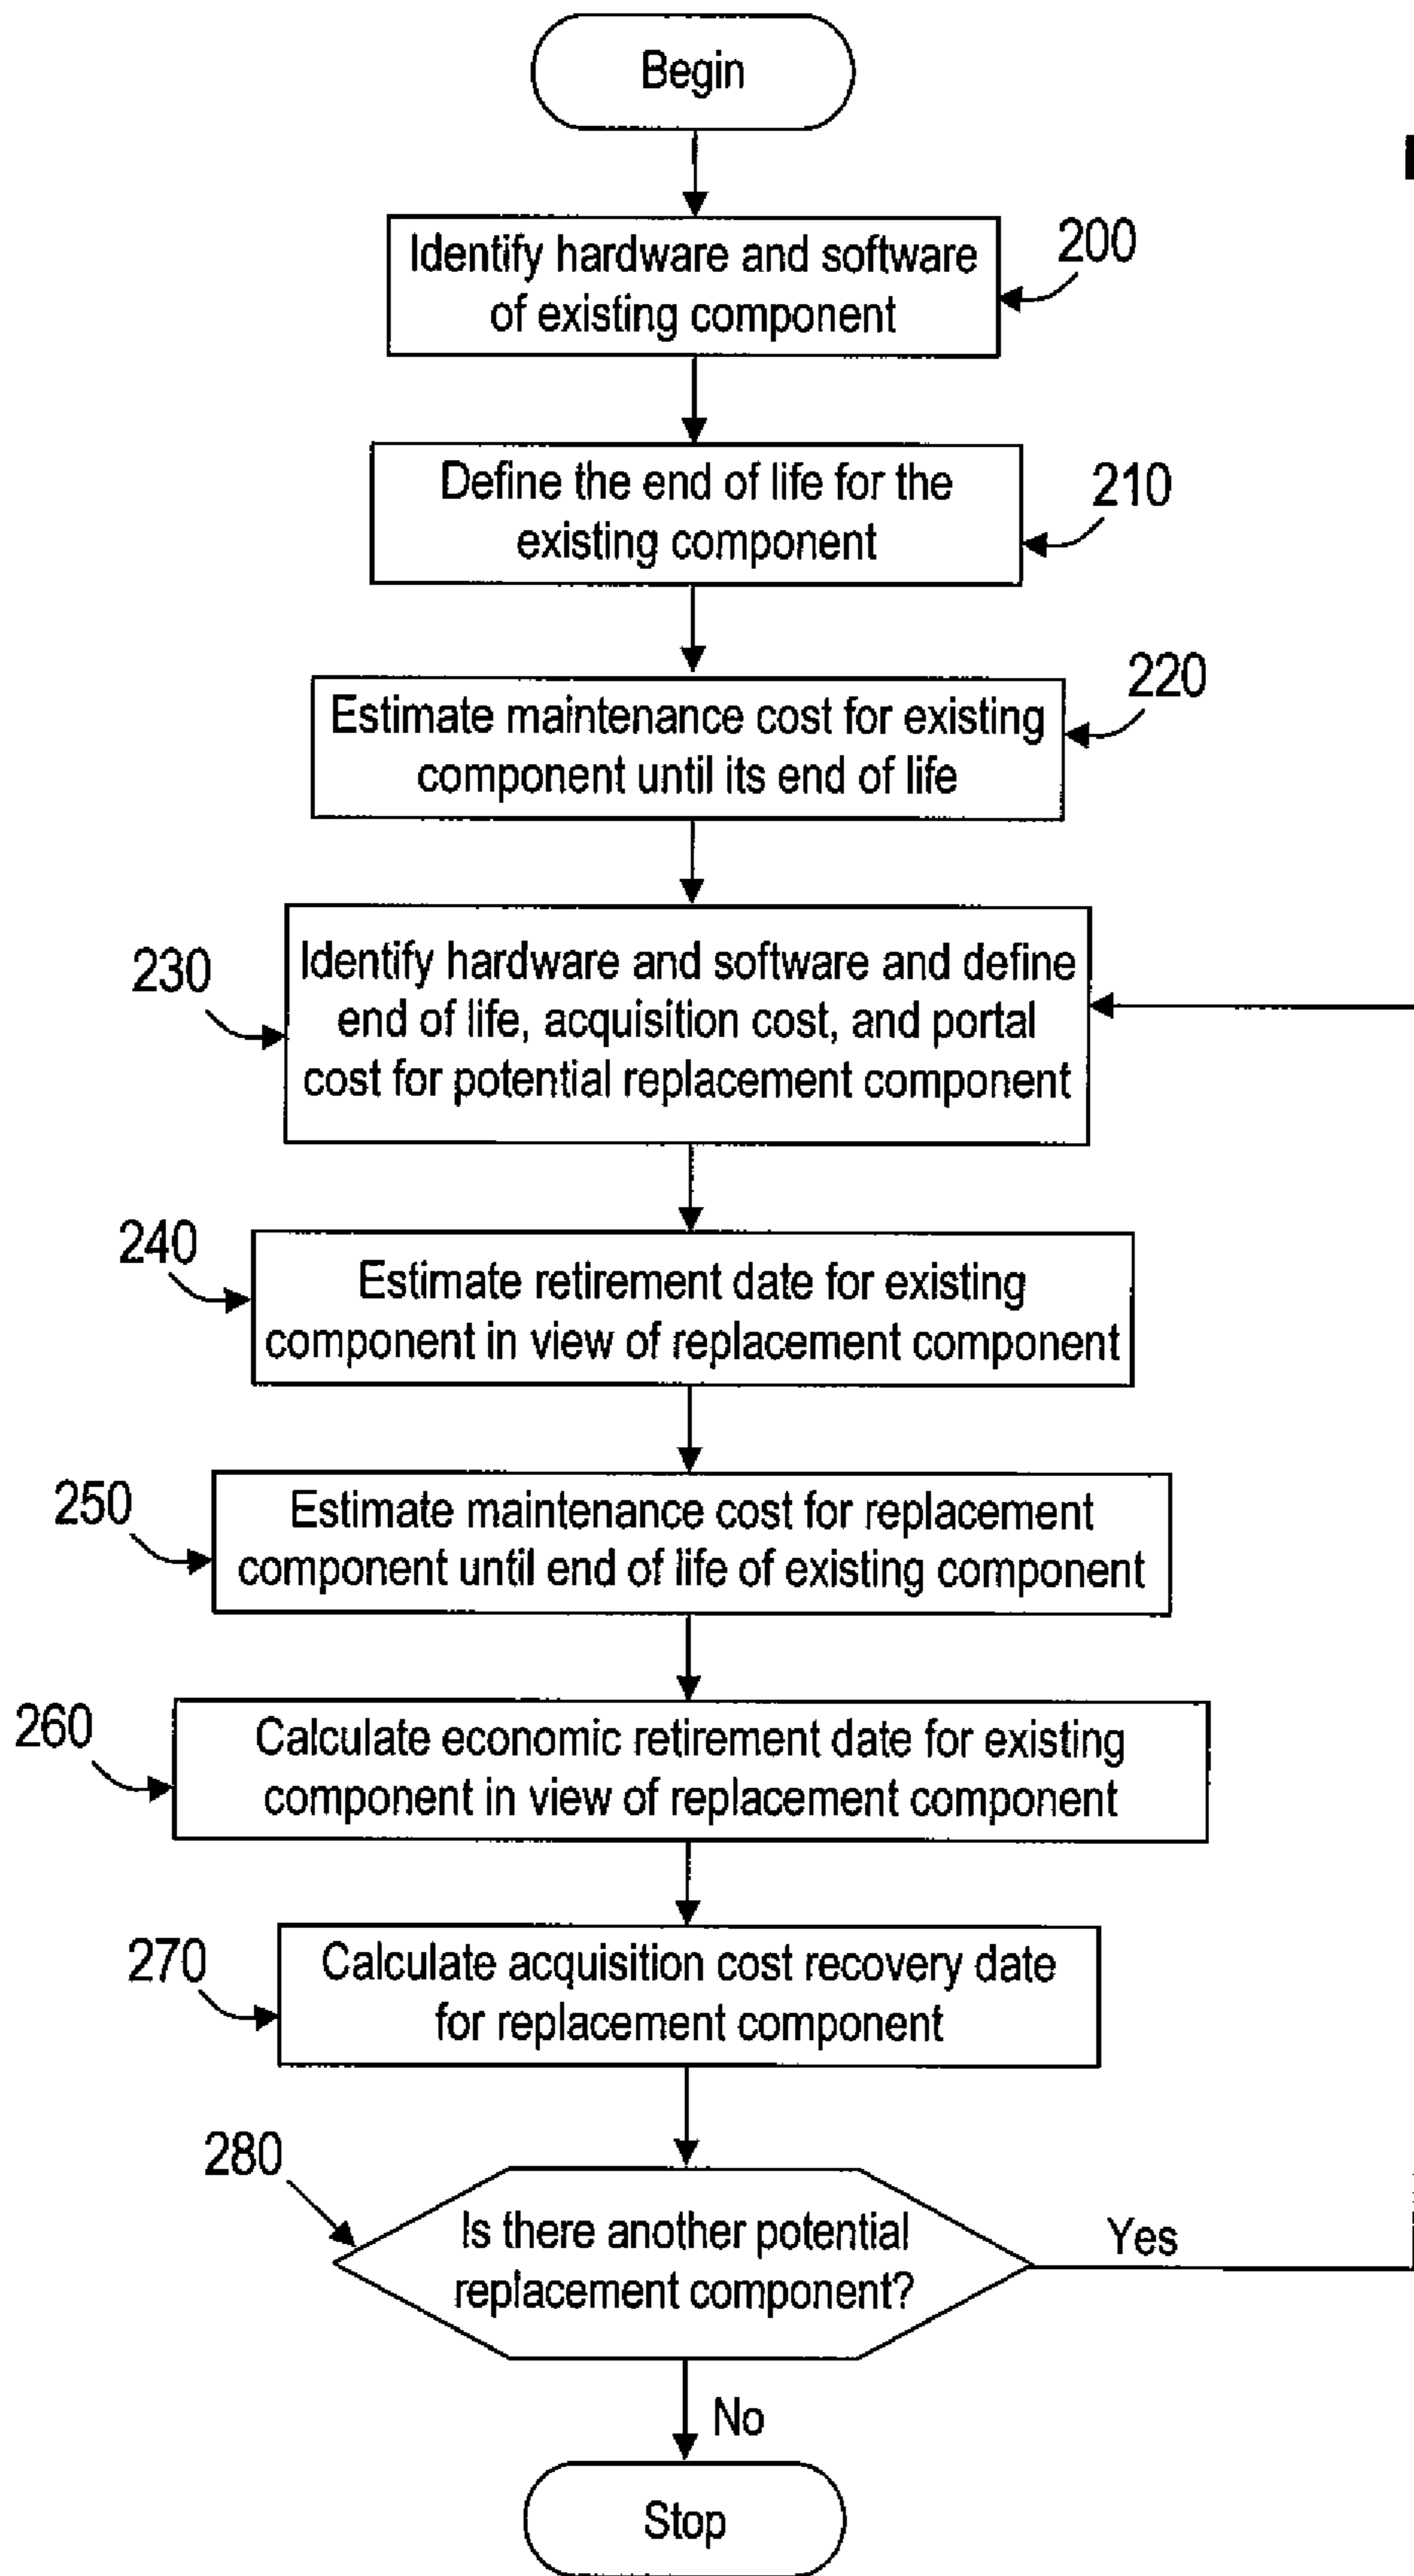 Begin
Identify hardware and software
of existing component
200
Define the end of life for the
existing component
210
Estimate maintenance cost for existing
component until its end of life
220
230
Identify hardware and software and define
end of life, acquisition cost, and portal
cost for potential replacement component
240
Estimate retirement date for existing
component in view of replacement component
250
Estimate maintenance cost for replacement
component until end of life of existing component
260
Calculate economic retirement date for existing
component in view of replacement component
270
Calculate acquisition cost recovery date
for replacement component
280
Is there another potential
replacement component?
Yes
No
Stop